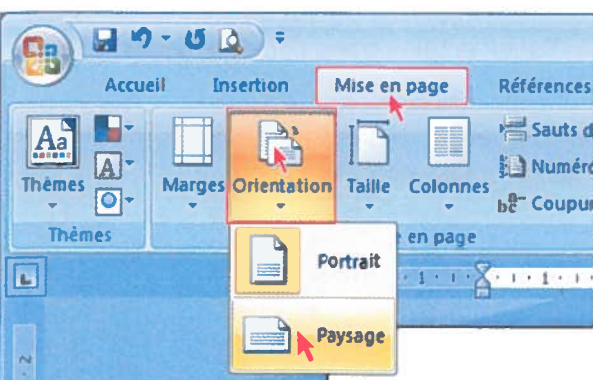 Accueil Insertion Mise en page Références
Aa
A
Thèmes Marges Orientation Taille Colonnes
Sauts d
Numéro
Coupur
Thèmes
en page
Portrait
Paysage